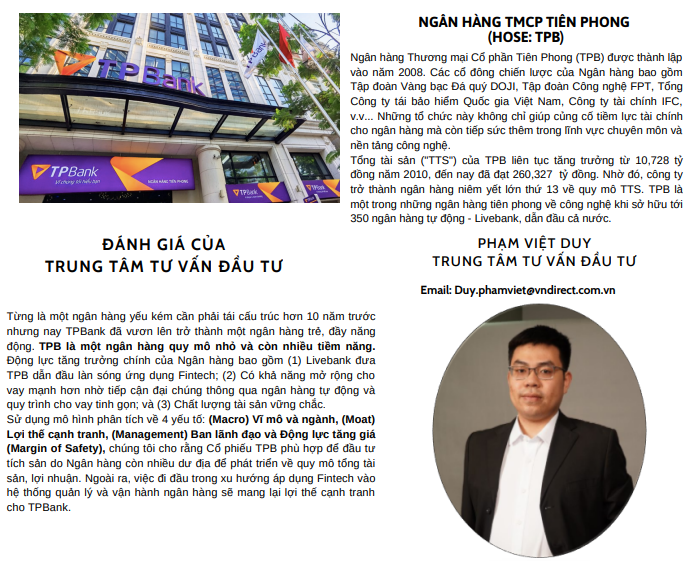 TPBank
TPBank
TPBank
Vì chúng tôi hiểu bạn
NGÂN HÀNG TIÊN PHONG
TPBank
TPBank
NGÂN HÀNG TMCP TIÊN PHONG
(HOSE: TPB)
Ngân hàng Thương mại Cổ phần Tiên Phong (TPB) được thành lập
vào năm 2008. Các cổ đông chiến lược của Ngân hàng bao gồm
Tập đoàn Vàng bạc Đá quý DOJI, Tập đoàn Công nghệ FPT, Tổng
Công ty tái bảo hiểm Quốc gia Việt Nam, Công ty tài chính IFC,
v.v... Những tổ chức này không chỉ giúp củng cố tiềm lực tài chính
cho ngân hàng mà còn tiếp sức thêm trong lĩnh vực chuyên môn và
nền tảng công nghệ.
Tổng tài sản ("TTS") của TPB liên tục tăng trưởng từ 10,728 tỷ
đồng năm 2010, đến nay đã đạt 260,327 tỷ đồng. Nhờ đó, công ty
trở thành ngân hàng niêm yết lớn thứ 13 về quy mô TTS. TPB là
một trong những ngân hàng tiên phong về công nghệ khi sở hữu tới
350 ngân hàng tự động - Livebank, dẫn đầu cả nước.
ĐÁNH GIÁ CỦA
TRUNG TÂM TƯ VẤN ĐẦU TƯ
Từng là một ngân hàng yếu kém cần phải tái cấu trúc hơn 10 năm trước
nhưng nay TPBank đã vươn lên trở thành một ngân hàng trẻ, đầy năng
động. TPB là một ngân hàng quy mô nhỏ và còn nhiều tiềm năng.
Động lực tăng trưởng chính của Ngân hàng bao gồm (1) Livebank đưa
TPB dẫn đầu làn sóng ứng dụng Fintech; (2) Có khả năng mở rộng cho
vay mạnh hơn nhờ tiếp cận đại chúng thông qua ngân hàng tự động và
quy trình cho vay tinh gọn; và (3) Chất lượng tài sản vững chắc.
Sử dụng mô hình phân tích về 4 yếu tố: (Macro) Vĩ mô và ngành, (Moat)
Lợi thế cạnh tranh, (Management) Ban lãnh đạo và Động lực tăng giá
(Margin of Safety), chúng tôi cho rằng Cổ phiếu TPB phù hợp để đầu tư
tích sản do Ngân hàng còn nhiều dư địa để phát triển về quy mô tổng tài
sản, lợi nhuận. Ngoài ra, việc đi đầu trong xu hướng áp dụng Fintech vào
hệ thống quản lý và vận hành ngân hàng sẽ mang lại lợi thế cạnh tranh
cho TPBank.
PHẠM VIỆT DUY
TRUNG TÂM TƯ VẤN ĐẦU TƯ
Email: Duy.phamviet@vndirect.com.vn